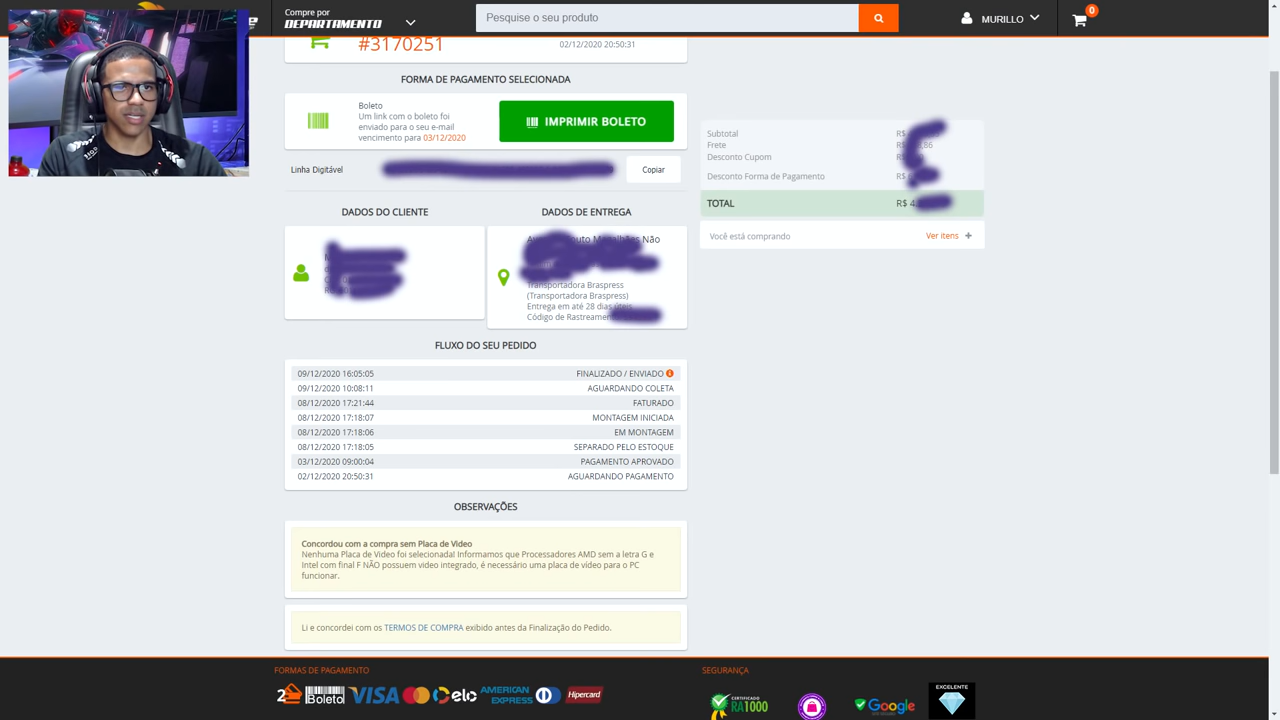 Compre por
DEPARTAMENTO
Pesquise o seu produto
MURILLO
0
#3170251
02/12/2020 20:50:31
FORMA DE PAGAMENTO SELECIONADA
Boleto
Um link com o boleto foi
enviado para o seu e-mail
vencimento para 03/12/2020
IMPRIMIR BOLETO
Linha Digitável
Copiar
Subtotal R$
Frete R$ ,86
Desconto Cupom R$
Desconto Forma de Pagamento R$
TOTAL R$ 4
Você está comprando Ver itens +
DADOS DO CLIENTE
DADOS DE ENTREGA
Não
Transportadora Braspress
(Transportadora Braspress)
Entrega em até 28 dias úteis
Código de
FLUXO DO SEU PEDIDO
09/12/2020 16:05:05 FINALIZADO / ENVIADO
09/12/2020 10:08:11 AGUARDANDO COLETA
08/12/2020 17:21:44 FATURADO
08/12/2020 17:18:07 MONTAGEM INICIADA
08/12/2020 17:18:06 EM MONTAGEM
08/12/2020 17:18:05 SEPARADO PELO ESTOQUE
03/12/2020 09:00:04 PAGAMENTO APROVADO
02/12/2020 20:50:31 AGUARDANDO PAGAMENTO
OBSERVAÇÕES
Concordou com a compra sem Placa de Video
Nenhuma Placa de Video foi selecionada! Informamos que Processadores AMD sem a letra G e
Intel com final F NÃO possuem video integrado, é necessário uma placa de vídeo para o PC
funcionar.
Li e concordei com os TERMOS DE COMPRA exibido antes da Finalização do Pedido.
FORMAS DE PAGAMENTO
SEGURANÇA
2 Boleto VISA elo AMERICAN EXPRESS Hipercard
CERTIFICADO
RA1000
Google
EXCELENTE